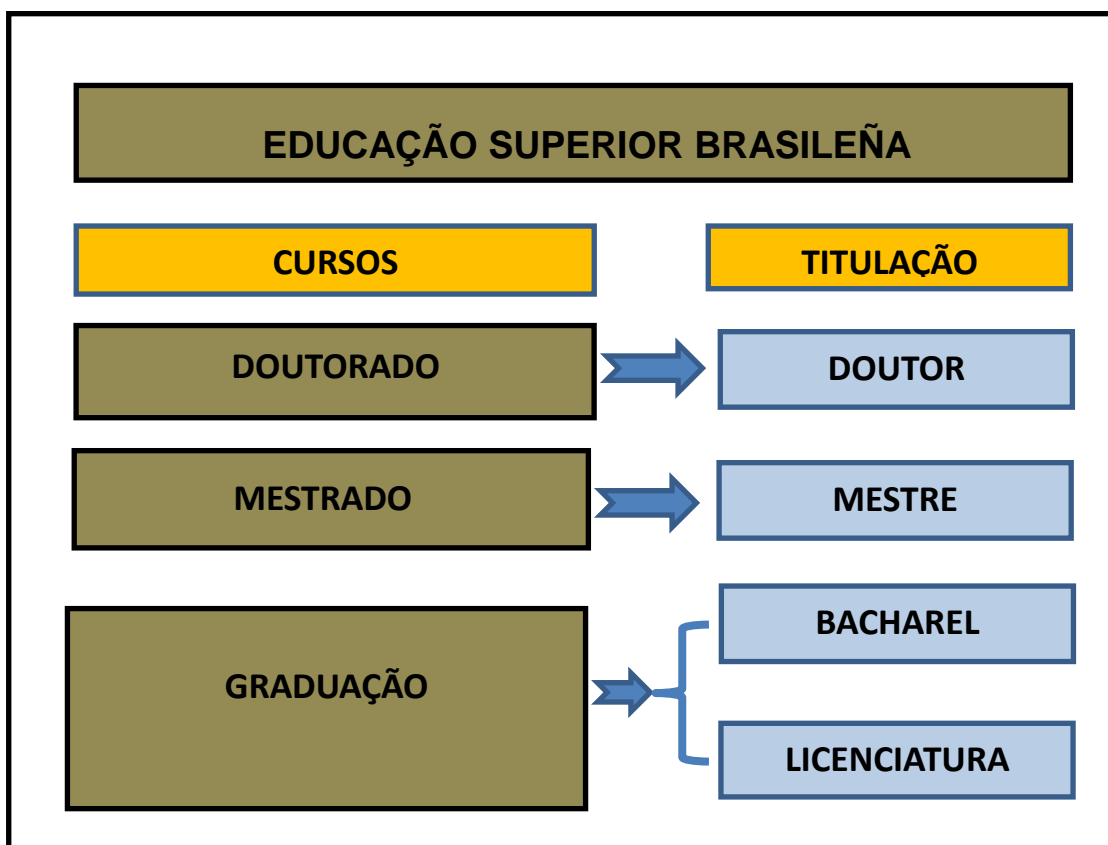 EDUCAÇÃO SUPERIOR BRASILEÑA
CURSOS
TITULAÇÃO
DOUTORADO
DOUTOR
MESTRADO
MESTRE
GRADUAÇÃO
BACHAREL
LICENCIATURA